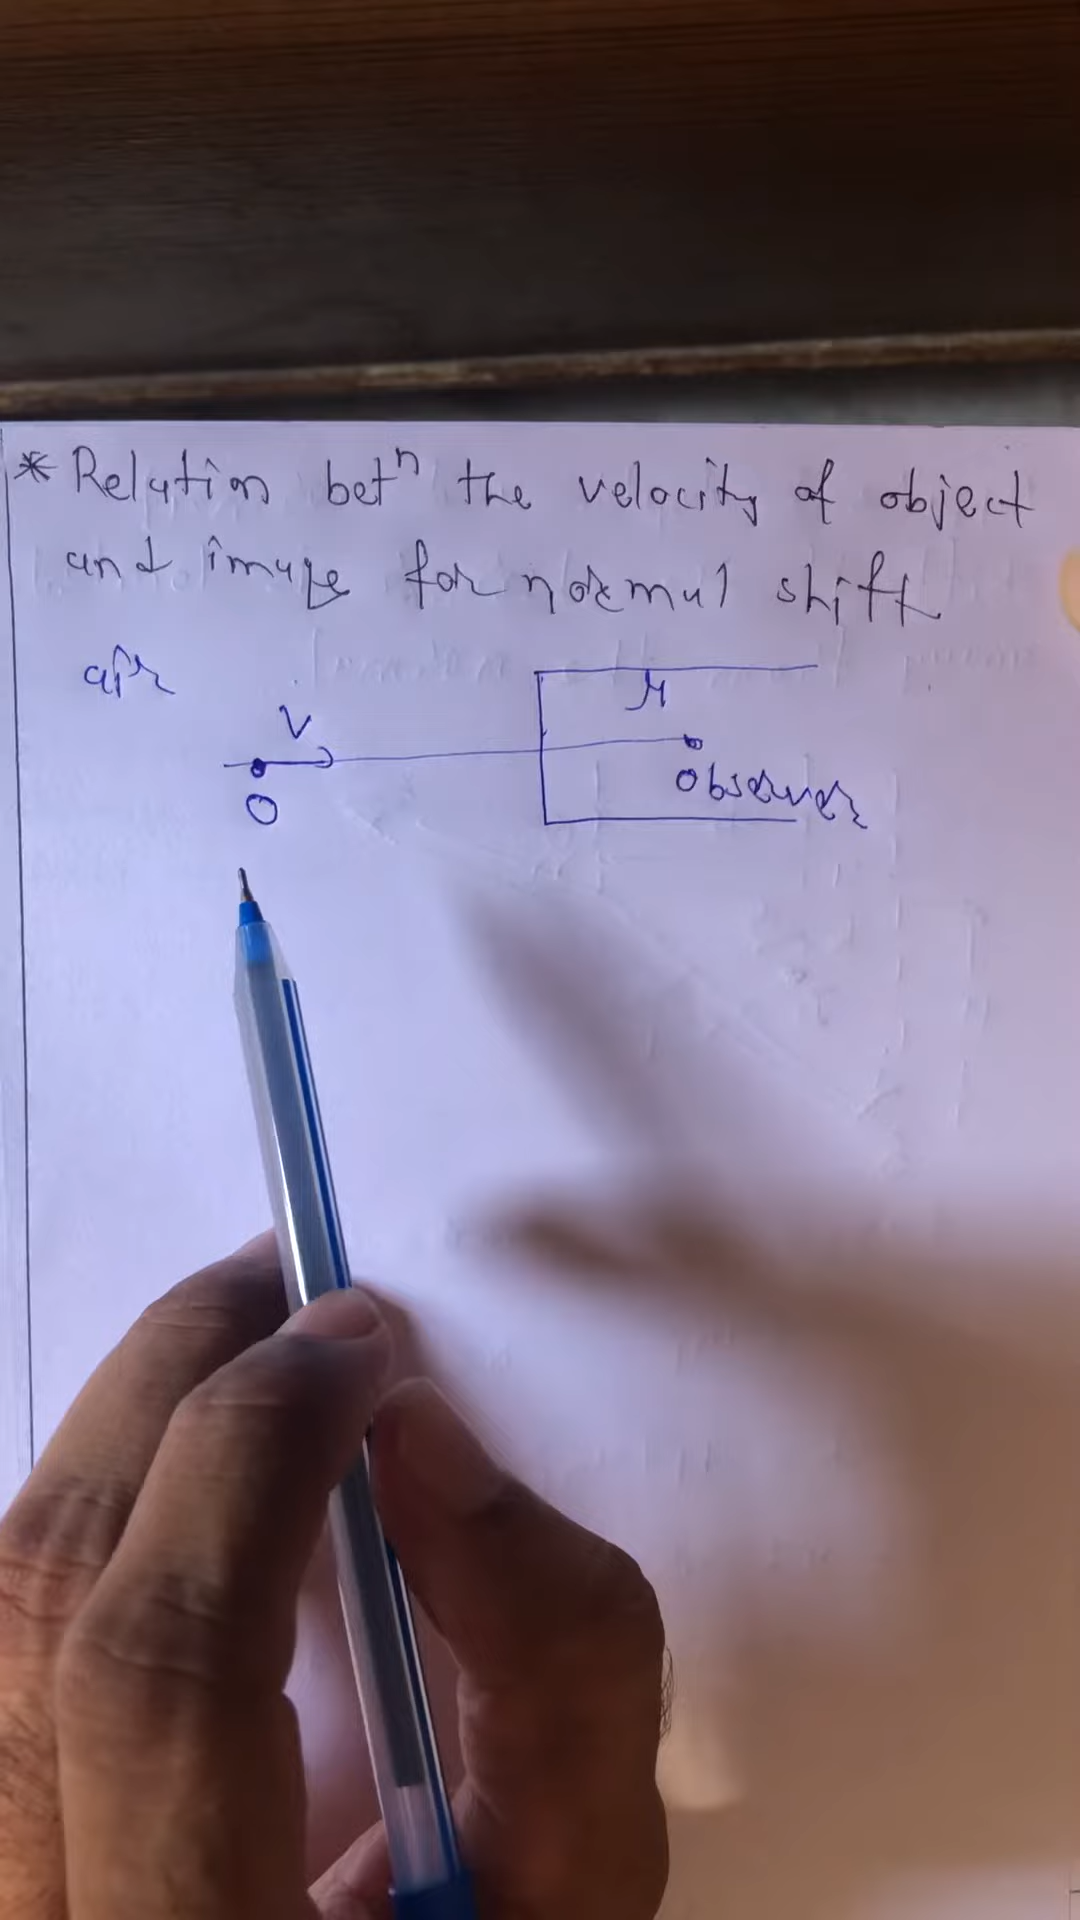 * Relation betⁿ the velocity of object
and image for normal shift
air
V
μ
O
observer